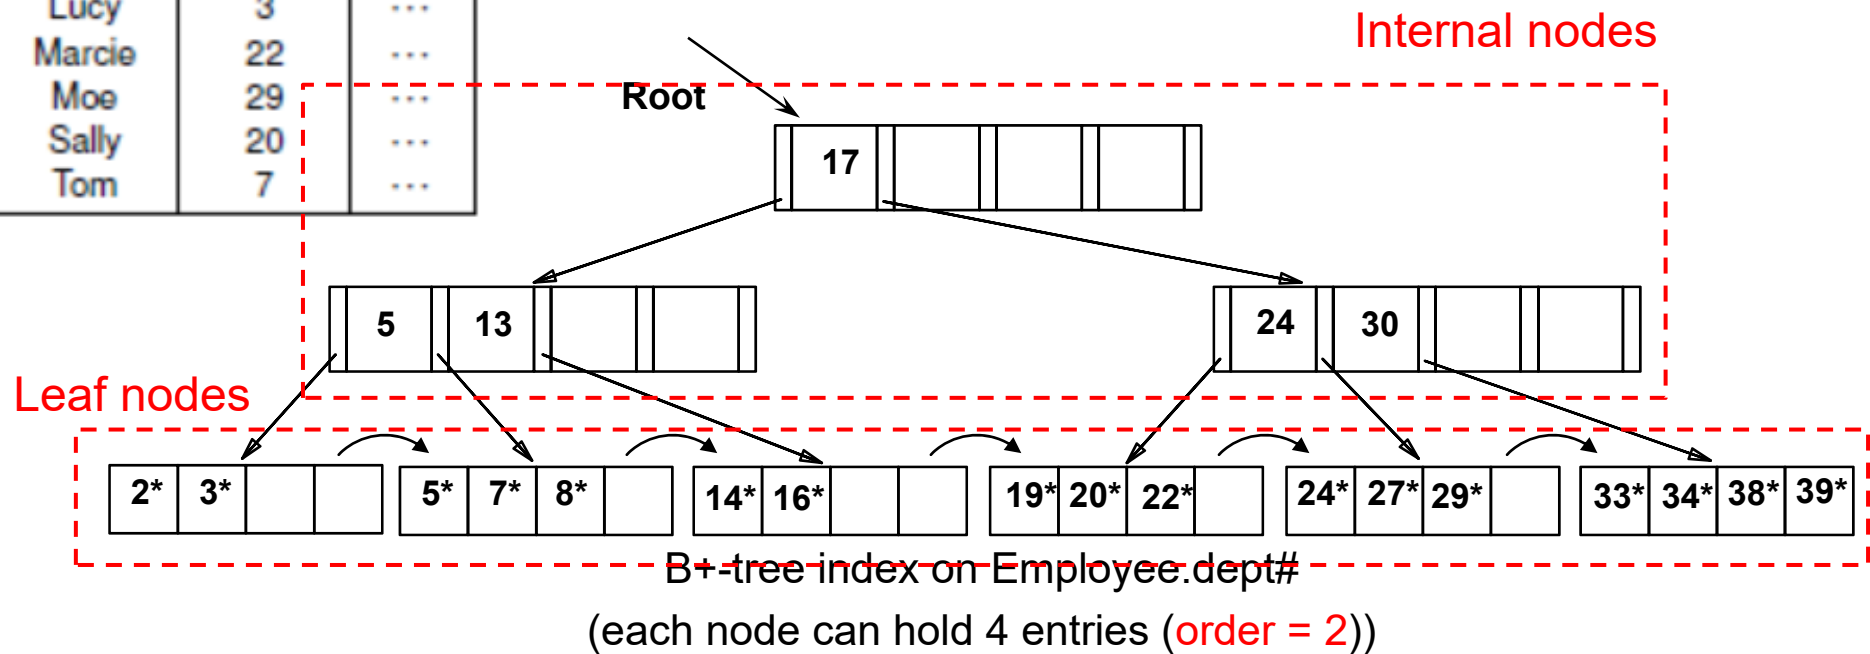 Lucy 3 ...
Marcie 22 ...
Moe 29 ...
Sally 20 ...
Tom 7 ...
Internal nodes
Root
17
5 13
24 30
Leaf nodes
2* 3*
5* 7* 8*
14* 16*
19* 20* 22*
24* 27* 29*
33* 34* 38* 39*
B+-tree index on Employee.dept#
(each node can hold 4 entries (order = 2))